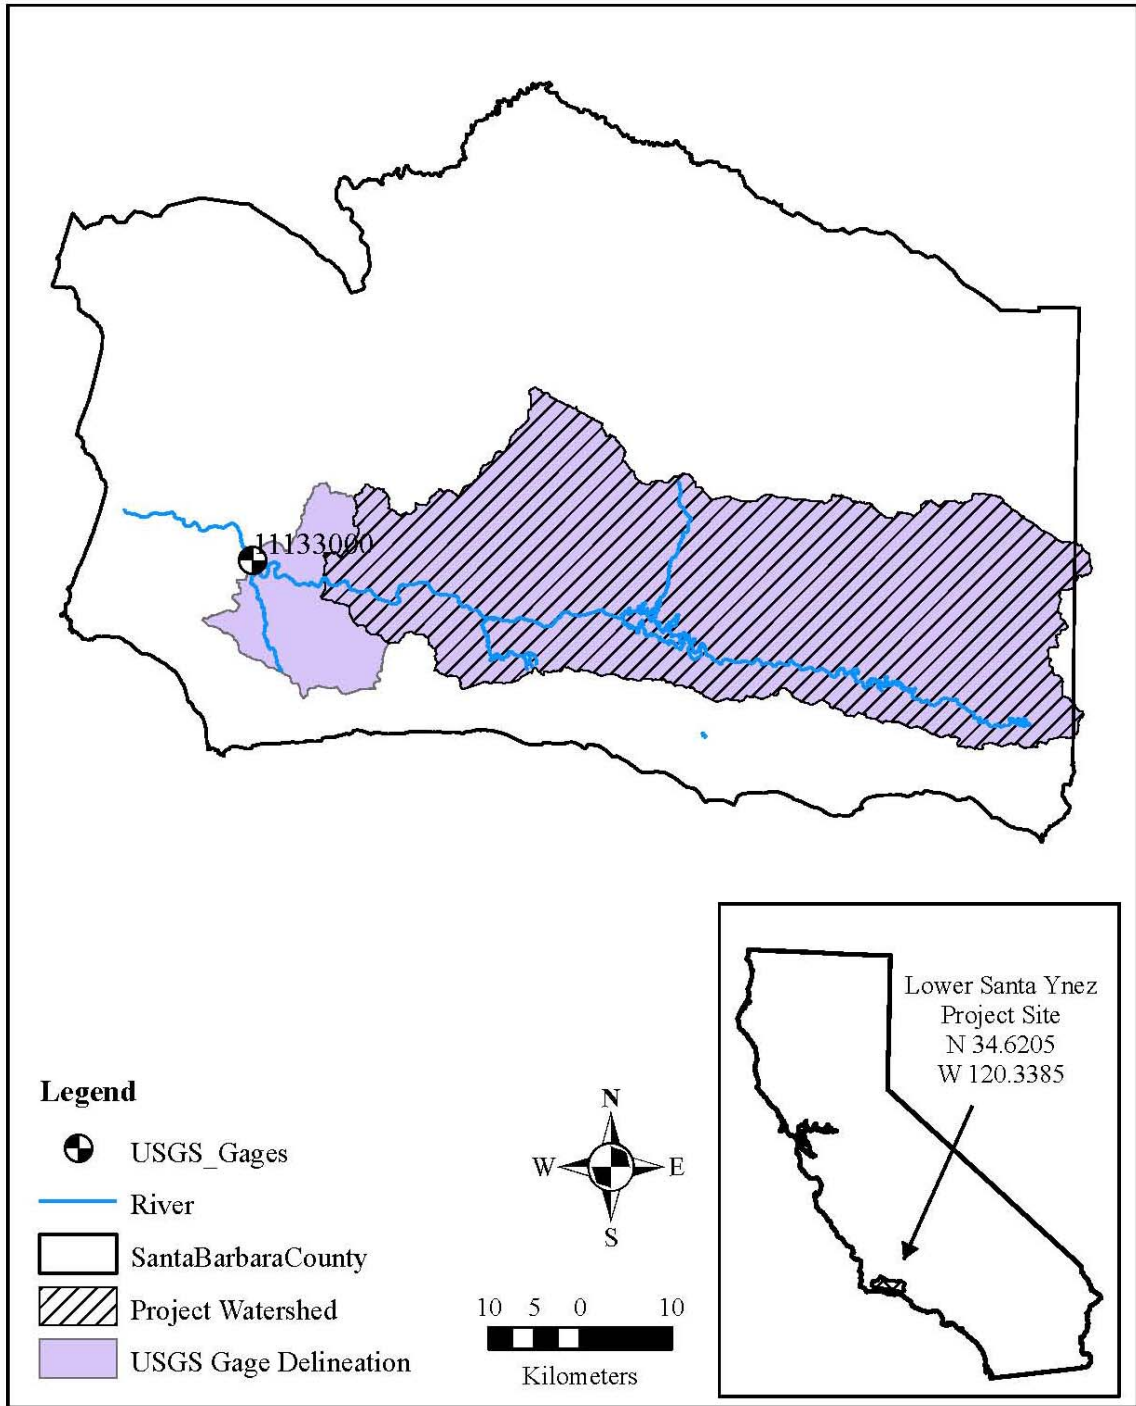 11133000
Lower Santa Ynez
Project Site
N 34.6205
W 120.3385
Legend
USGS_Gages
River
SantaBarbaraCounty
Project Watershed
USGS Gage Delineation
N
W E
S
10 5 0 10
Kilometers